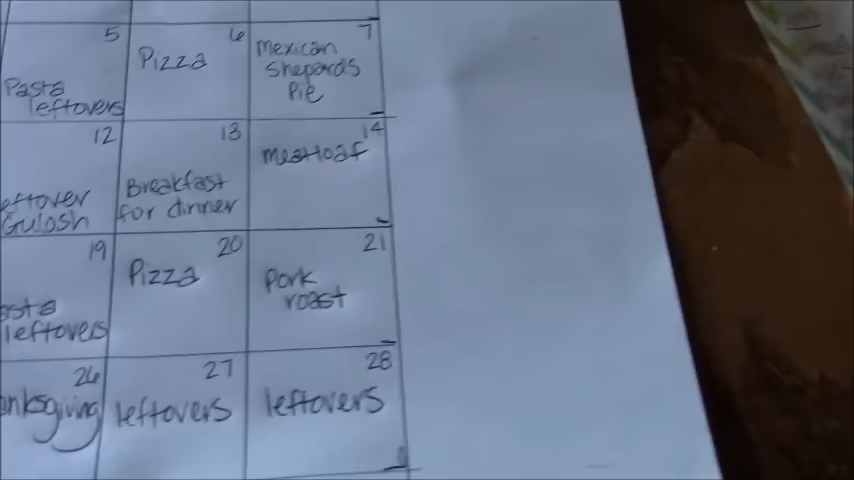 5
6
7
Pasta
leftovers
Pizza
Mexican
shepards
Pie
12
13
14
Gulosh
Breakfast
for dinner
meatloaf
19
20
21
leftovers
Pizza
Pork
roast
26
27
28
leftovers
leftovers